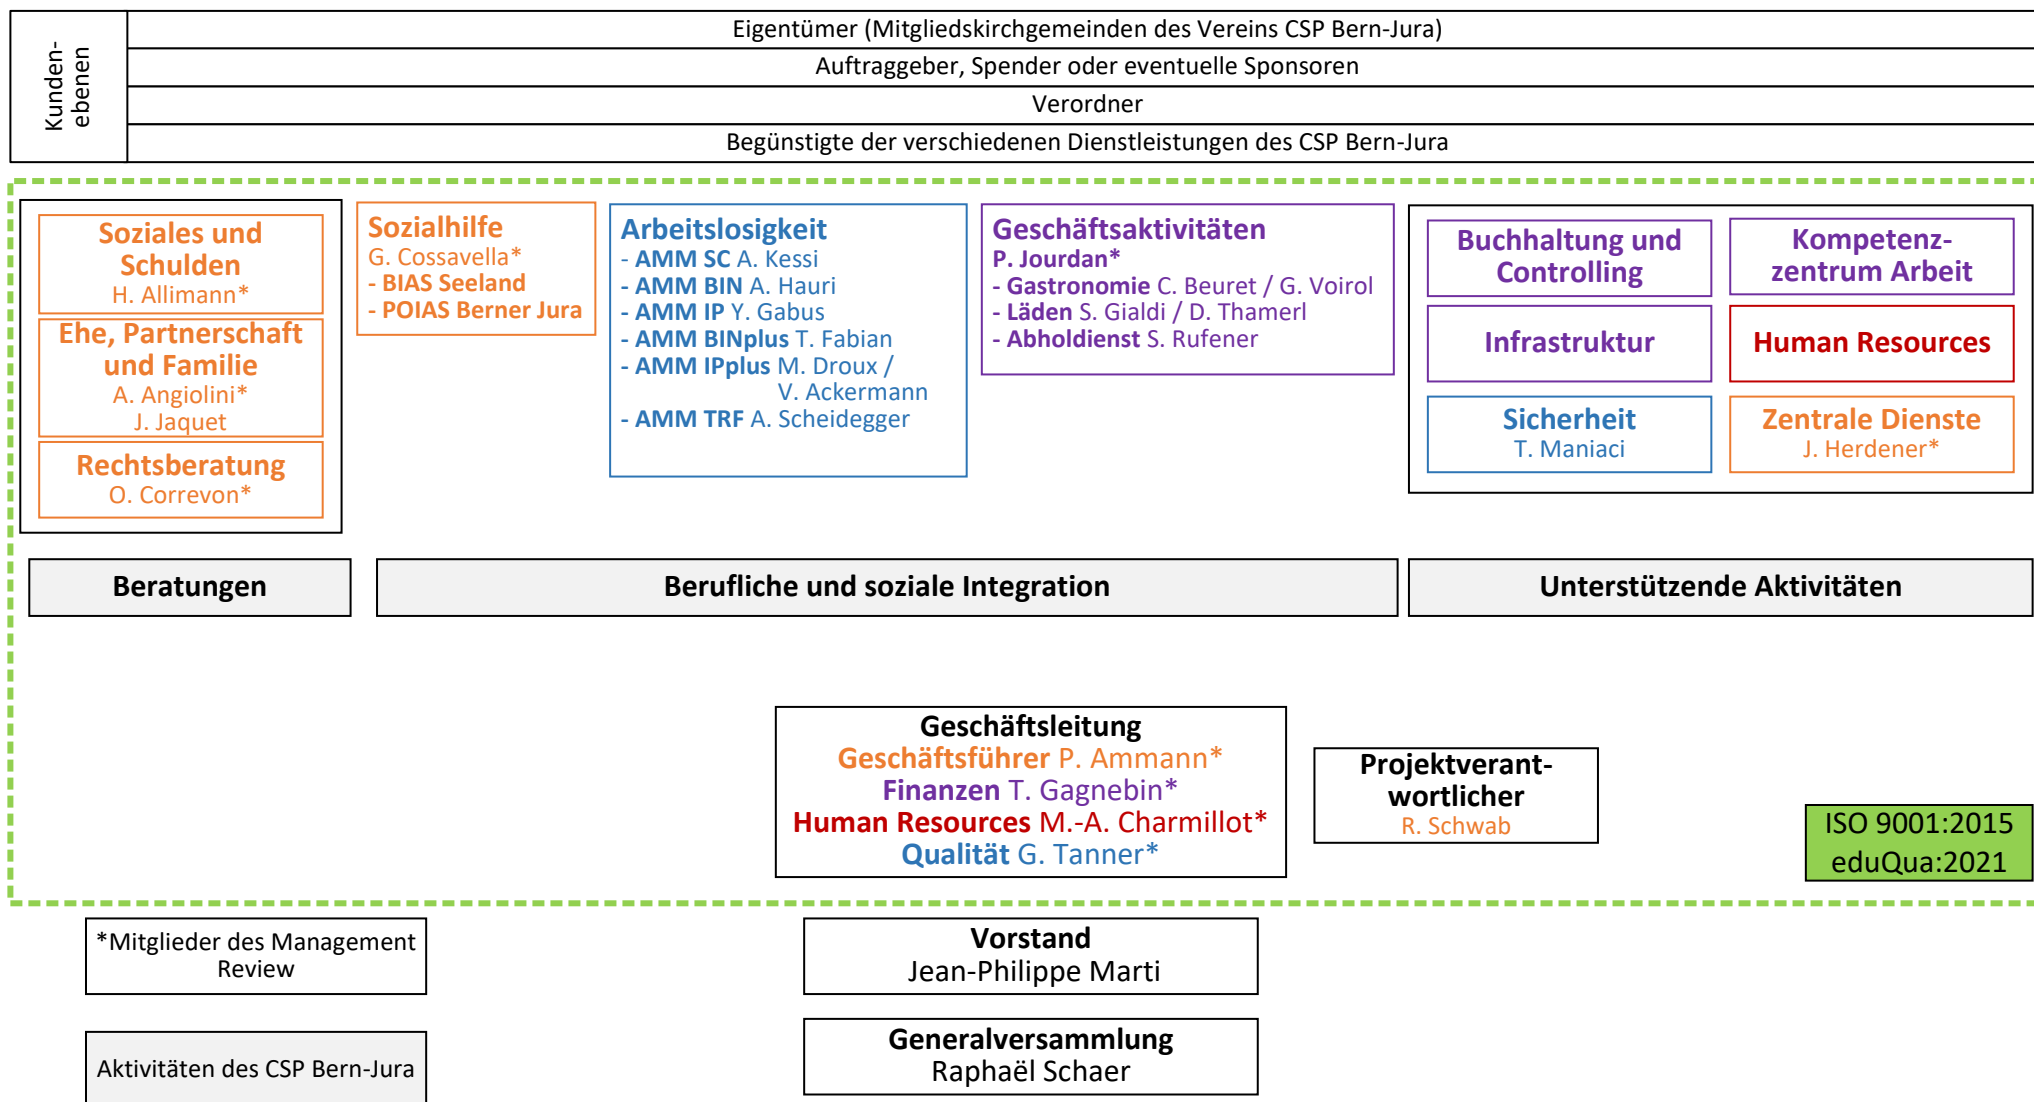 Kunden-
ebenen
Eigentümer (Mitgliedskirchgemeinden des Vereins CSP Bern-Jura)
Auftraggeber, Spender oder eventuelle Sponsoren
Verordner
Begünstigte der verschiedenen Dienstleistungen des CSP Bern-Jura
Soziales und
Schulden
H. Allimann*
Ehe, Partnerschaft
und Familie
A. Angiolini*
J. Jaquet
Rechtsberatung
O. Correvon*
Sozialhilfe
G. Cossavella*
- BIAS Seeland
- POIAS Berner Jura
Arbeitslosigkeit
- AMM SC A. Kessi
- AMM BIN A. Hauri
- AMM IP Y. Gabus
- AMM BINplus T. Fabian
- AMM IPplus M. Droux /
V. Ackermann
- AMM TRF A. Scheidegger
Geschäftsaktivitäten
P. Jourdan*
- Gastronomie C. Beuret / G. Voirol
- Läden S. Gialdi / D. Thamerl
- Abholdienst S. Rufener
Buchhaltung und
Controlling
Kompetenz-
zentrum Arbeit
Infrastruktur
Human Resources
Sicherheit
T. Maniaci
Zentrale Dienste
J. Herdener*
Beratungen
Berufliche und soziale Integration
Unterstützende Aktivitäten
Geschäftsleitung
Geschäftsführer P. Ammann*
Finanzen T. Gagnebin*
Human Resources M.-A. Charmillot*
Qualität G. Tanner*
Projektverant-
wortlicher
R. Schwab
ISO 9001:2015
eduQua:2021
*Mitglieder des Management
Review
Vorstand
Jean-Philippe Marti
Aktivitäten des CSP Bern-Jura
Generalversammlung
Raphaël Schaer